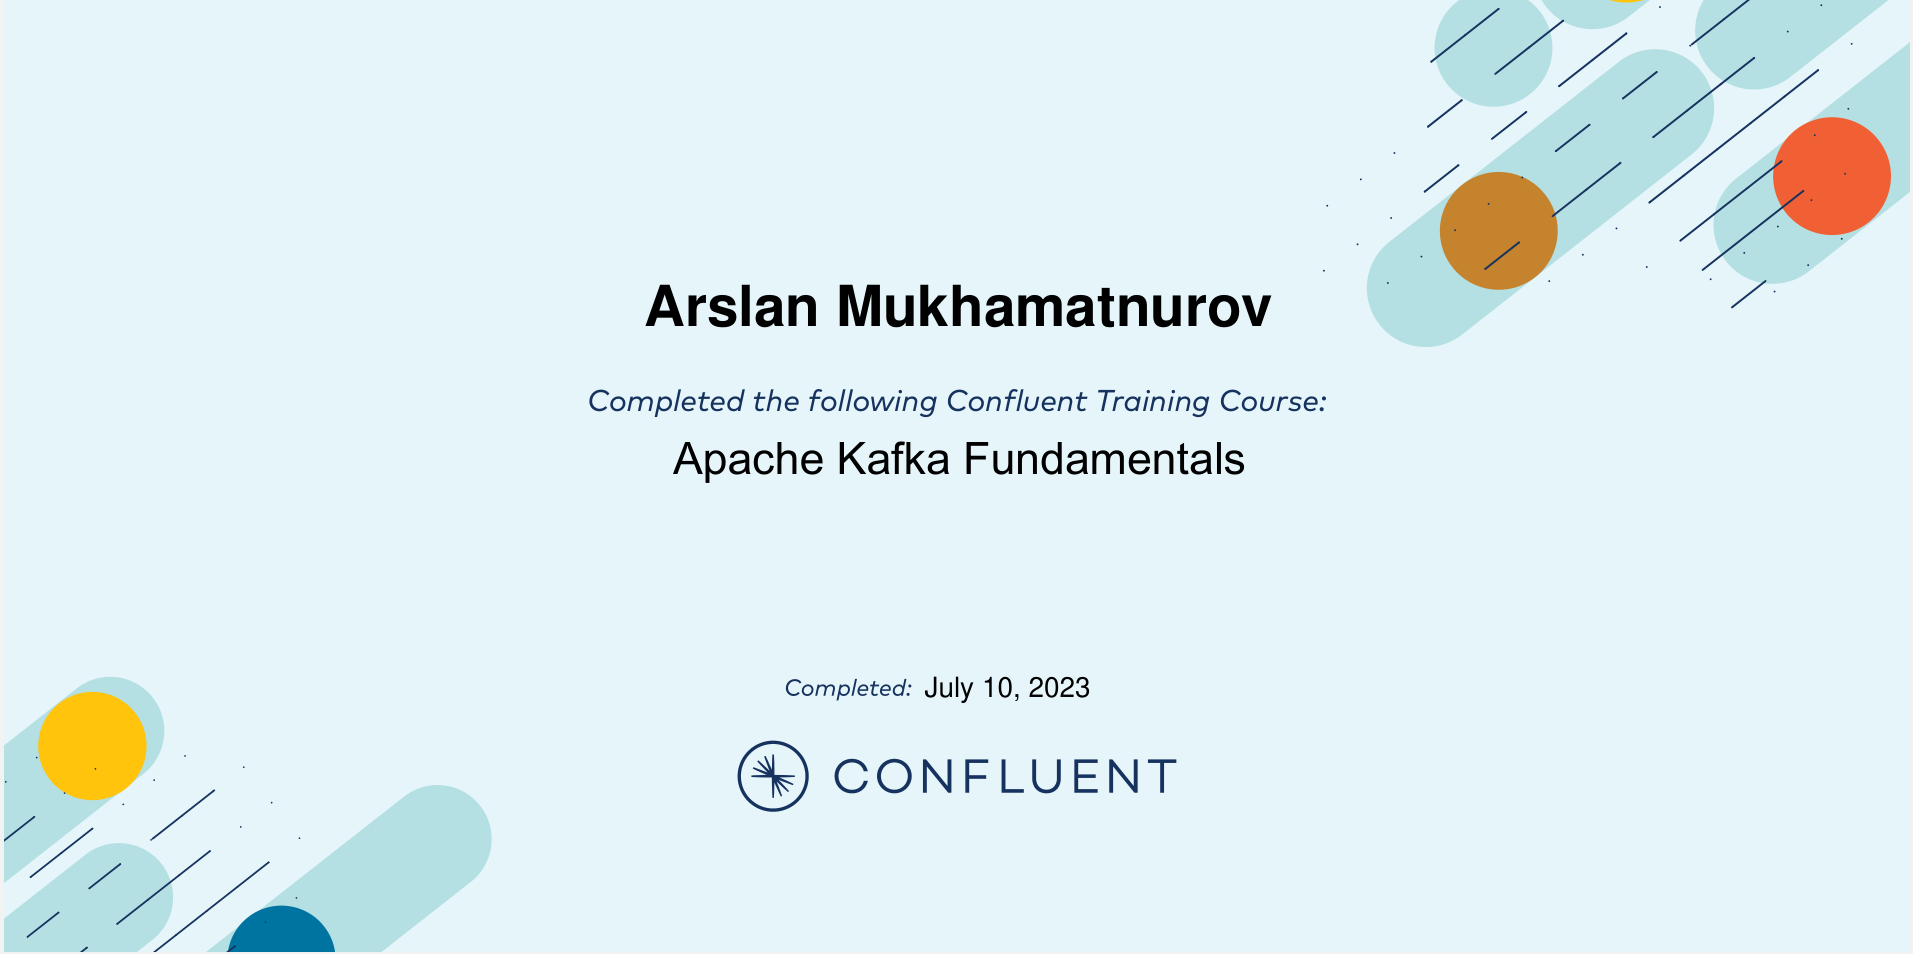 Arslan Mukhamatnurov
Completed the following Confluent Training Course:
Apache Kafka Fundamentals
Completed: July 10, 2023
CONFLUENT